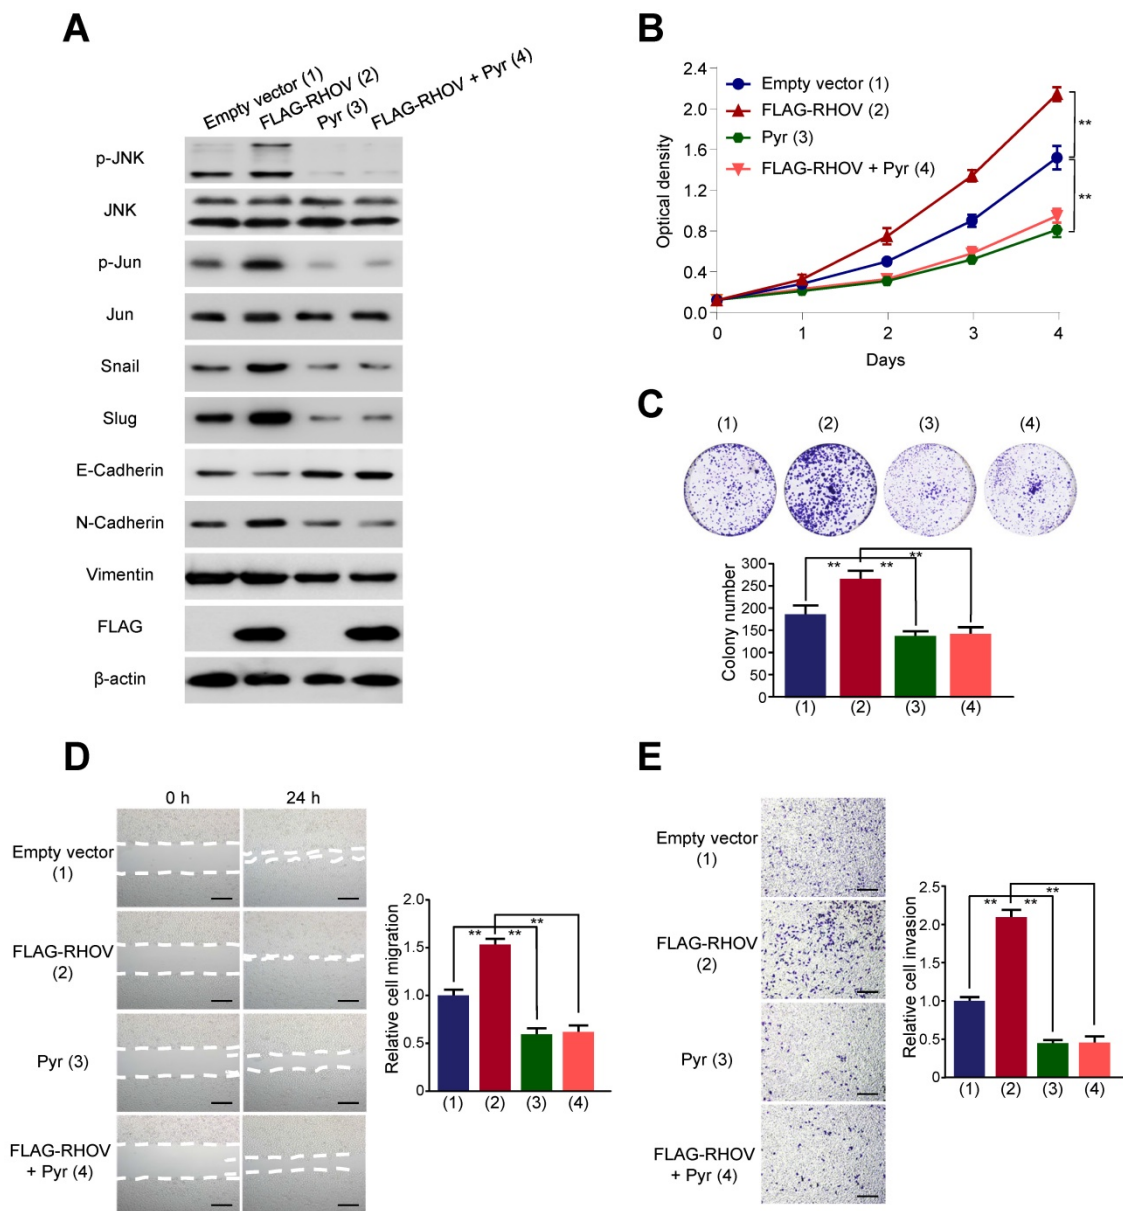 A
Empty vector (1)
FLAG-RHOV (2)
Pyr (3)
FLAG-RHOV + Pyr (4)
p-JNK
JNK
p-Jun
Jun
Snail
Slug
E-Cadherin
N-Cadherin
Vimentin
FLAG
β-actin
B
Optical density
2.4
2.0
1.6
1.2
0.8
0.4
0.0
Empty vector (1)
FLAG-RHOV (2)
Pyr (3)
FLAG-RHOV + Pyr (4)
**
**
0 1 2 3 4
Days
C
(1) (2) (3) (4)
Colony number
300
250
200
150
100
50
0
**
** **
(1) (2) (3) (4)
D
0 h 24 h
Empty vector
(1)
FLAG-RHOV
(2)
Pyr (3)
FLAG-RHOV
+ Pyr (4)
Relative cell migration
2.0
1.5
1.0
0.5
0
**
** **
(1) (2) (3) (4)
E
Empty vector
(1)
FLAG-RHOV
(2)
Pyr (3)
FLAG-RHOV
+ Pyr (4)
Relative cell invasion
2.5
2.0
1.5
1.0
0.5
0
**
** **
(1) (2) (3) (4)